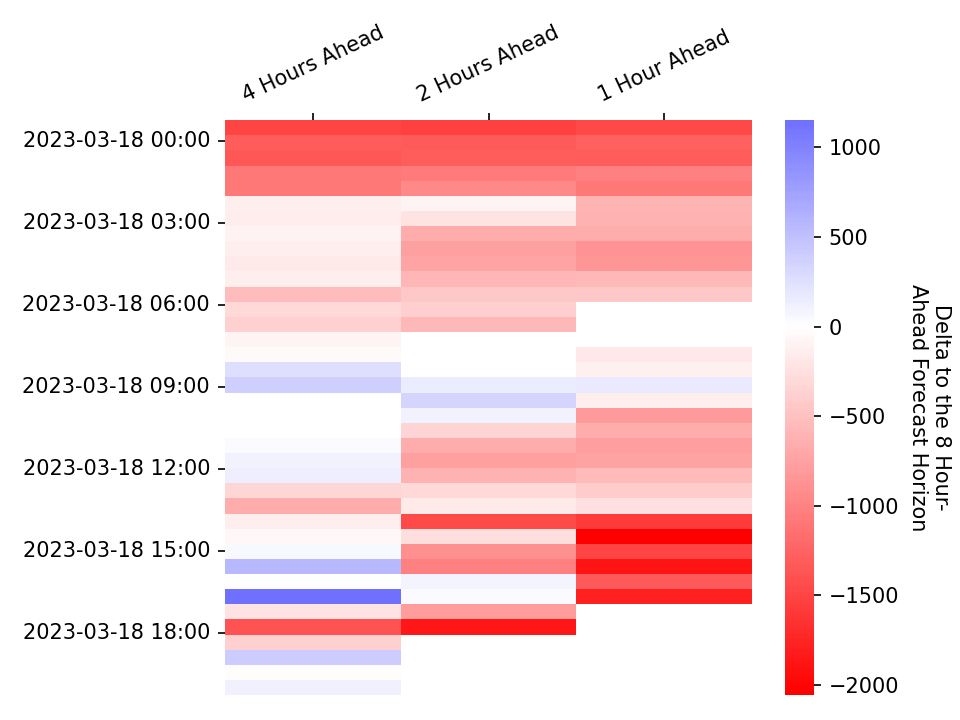 4 Hours Ahead
2 Hours Ahead
1 Hour Ahead
2023-03-18 00:00
2023-03-18 03:00
2023-03-18 06:00
2023-03-18 09:00
2023-03-18 12:00
2023-03-18 15:00
2023-03-18 18:00
1000
500
0
−500
−1000
−1500
−2000
Delta to the 8 Hour-
Ahead Forecast Horizon